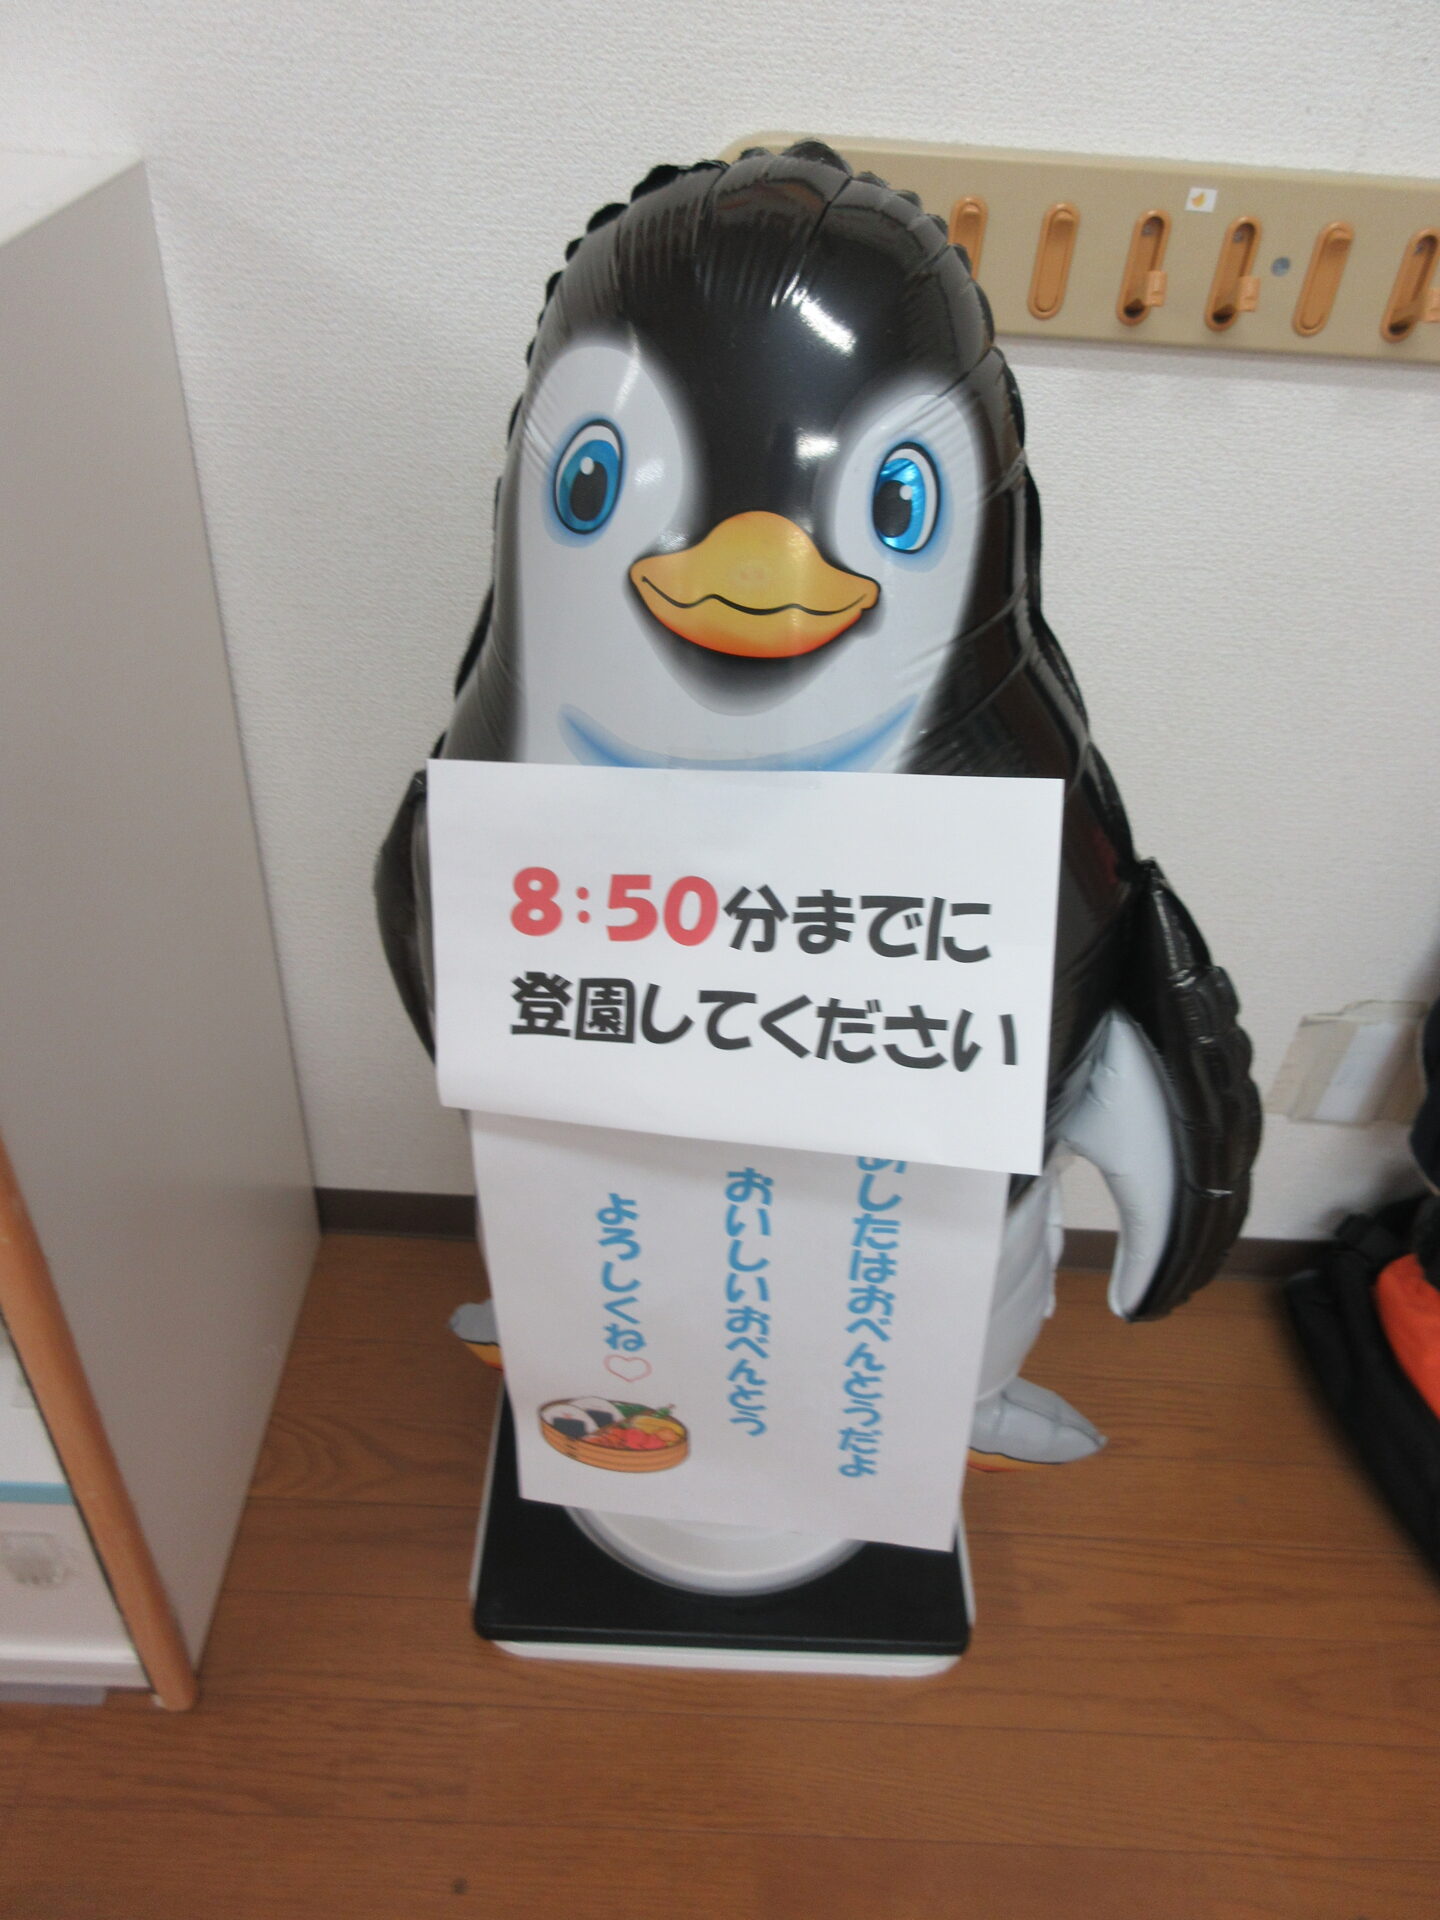 8:50分までに
登園してください
あしたはおべんとうだよ
おいしいおべんとう
よろしくね♡